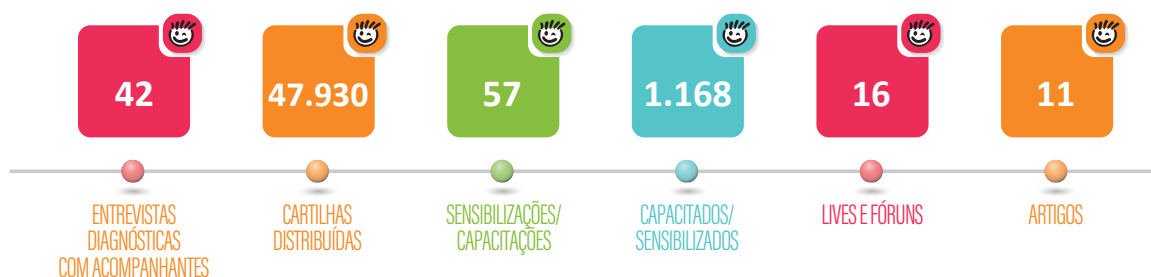 42
ENTREVISTAS
DIAGNÓSTICAS
COM ACOMPANHANTES
47.930
CARTILHAS
DISTRIBUÍDAS
57
SENSIBILIZAÇÕES/
CAPACITAÇÕES
1.168
CAPACITADOS/
SENSIBILIZADOS
16
LIVES E FÓRUNS
11
ARTIGOS